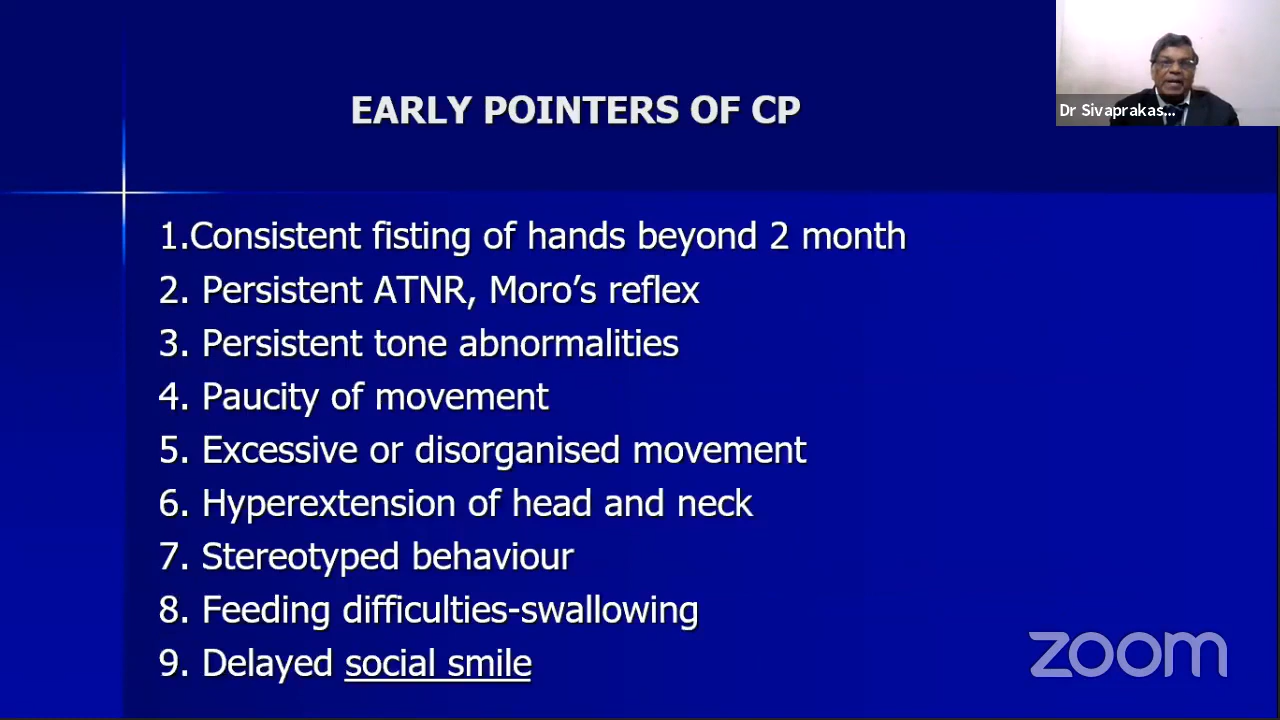 EARLY POINTERS OF CP
Dr Sivaprakas...
1.Consistent fisting of hands beyond 2 month
2. Persistent ATNR, Moro’s reflex
3. Persistent tone abnormalities
4. Paucity of movement
5. Excessive or disorganised movement
6. Hyperextension of head and neck
7. Stereotyped behaviour
8. Feeding difficulties-swallowing
9. Delayed social smile
zoom